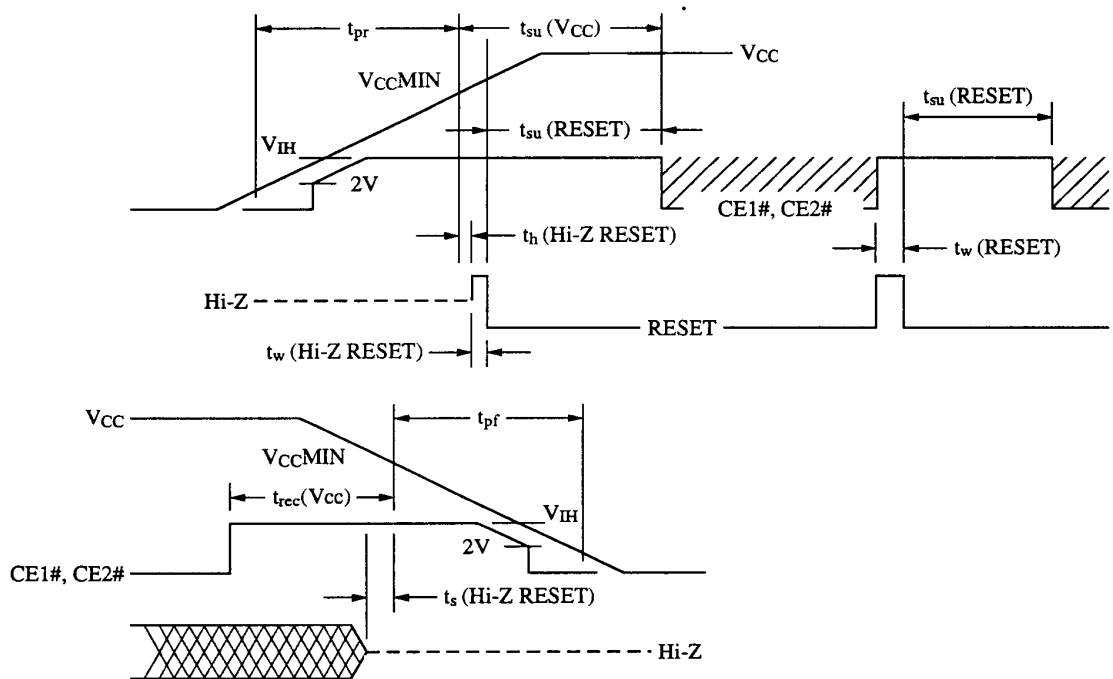 tpr
tsu (VCC)
VCC
VCCMIN
tsu (RESET)
tsu (RESET)
VIH
2V
CE1#, CE2#
th (Hi-Z RESET)
tw (RESET)
Hi-Z
RESET
tw (Hi-Z RESET)
VCC
tpf
VCCMIN
trec(Vcc)
VIH
2V
CE1#, CE2#
ts (Hi-Z RESET)
Hi-Z